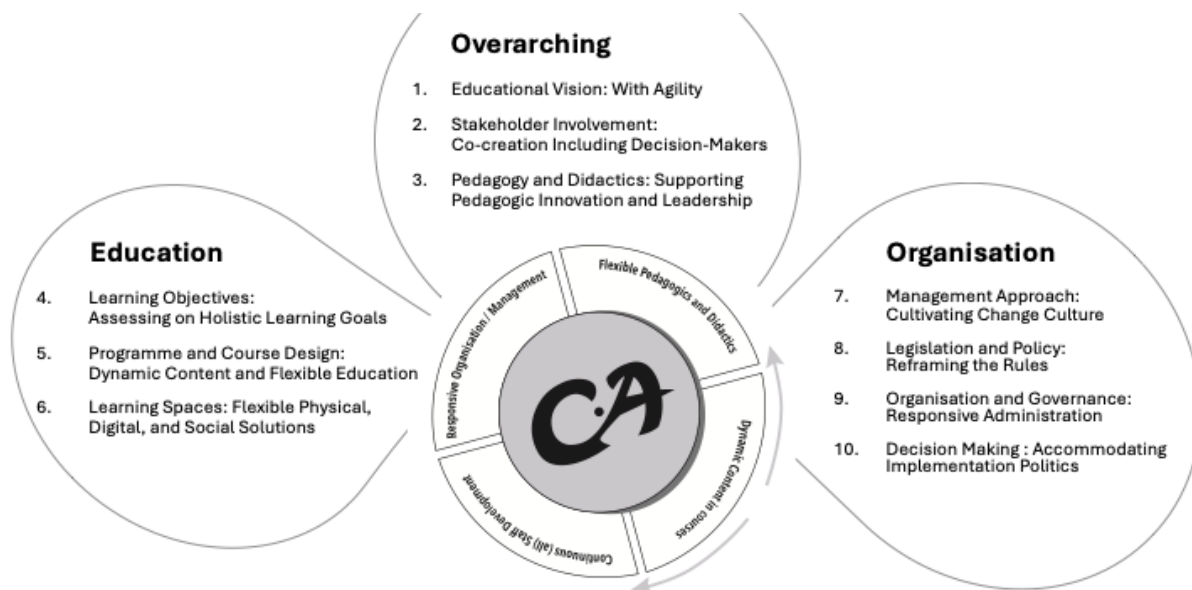 Overarching
1. Educational Vision: With Agility
2. Stakeholder Involvement:
Co-creation Including Decision-Makers
3. Pedagogy and Didactics: Supporting
Pedagogic Innovation and Leadership
Education
4. Learning Objectives:
Assessing on Holistic Learning Goals
5. Programme and Course Design:
Dynamic Content and Flexible Education
6. Learning Spaces: Flexible Physical,
Digital, and Social Solutions
Responsive Organisation / Management
Flexible Pedagogics and Didactics
Dynamic Content in courses
Continuous (all) Staff Development
CA
Organisation
7. Management Approach:
Cultivating Change Culture
8. Legislation and Policy:
Reframing the Rules
9. Organisation and Governance:
Responsive Administration
10. Decision Making : Accommodating
Implementation Politics